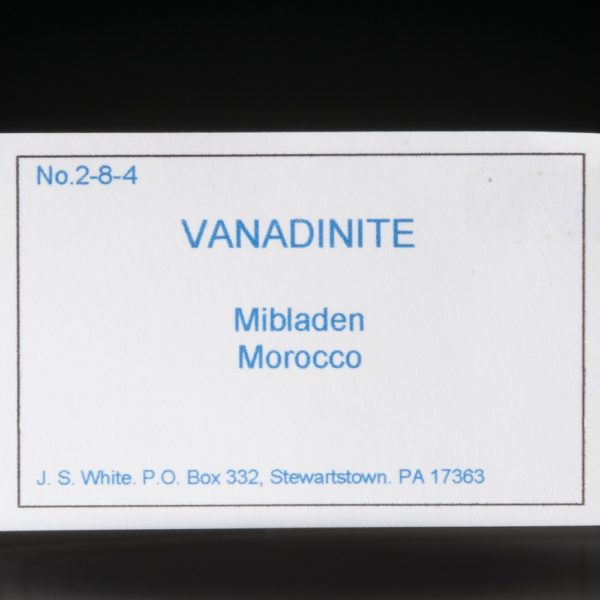 No.2-8-4
VANADINITE
Mibladen
Morocco
J. S. White. P.O. Box 332, Stewartstown. PA 17363